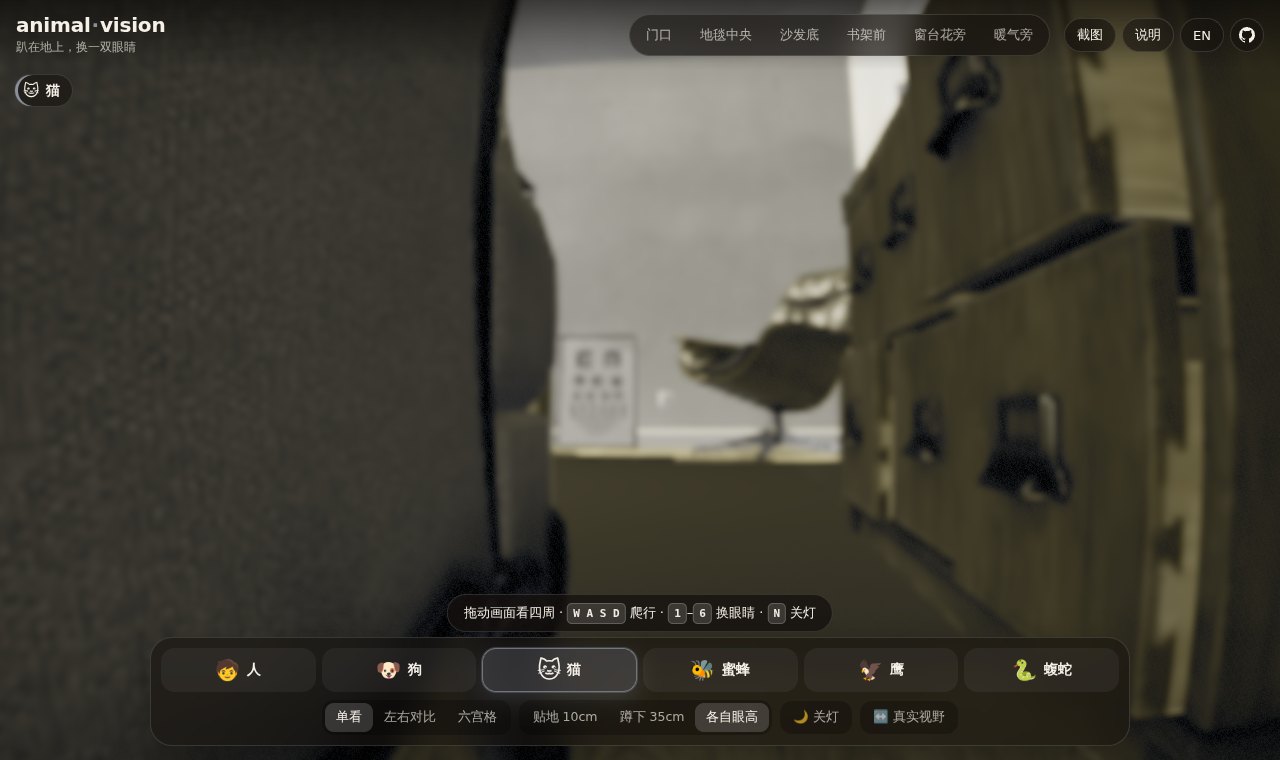 animal·vision
趴在地上，换一双眼睛
门口 地毯中央 沙发底 书架前 窗台花旁 暖气旁
截图 说明 EN
猫
拖动画面看四周 · W A S D 爬行 · 1–6 换眼睛 · N 关灯
人 狗 猫 蜜蜂 鹰 蝮蛇
单看 左右对比 六宫格 贴地 10cm 蹲下 35cm 各自眼高 关灯 真实视野